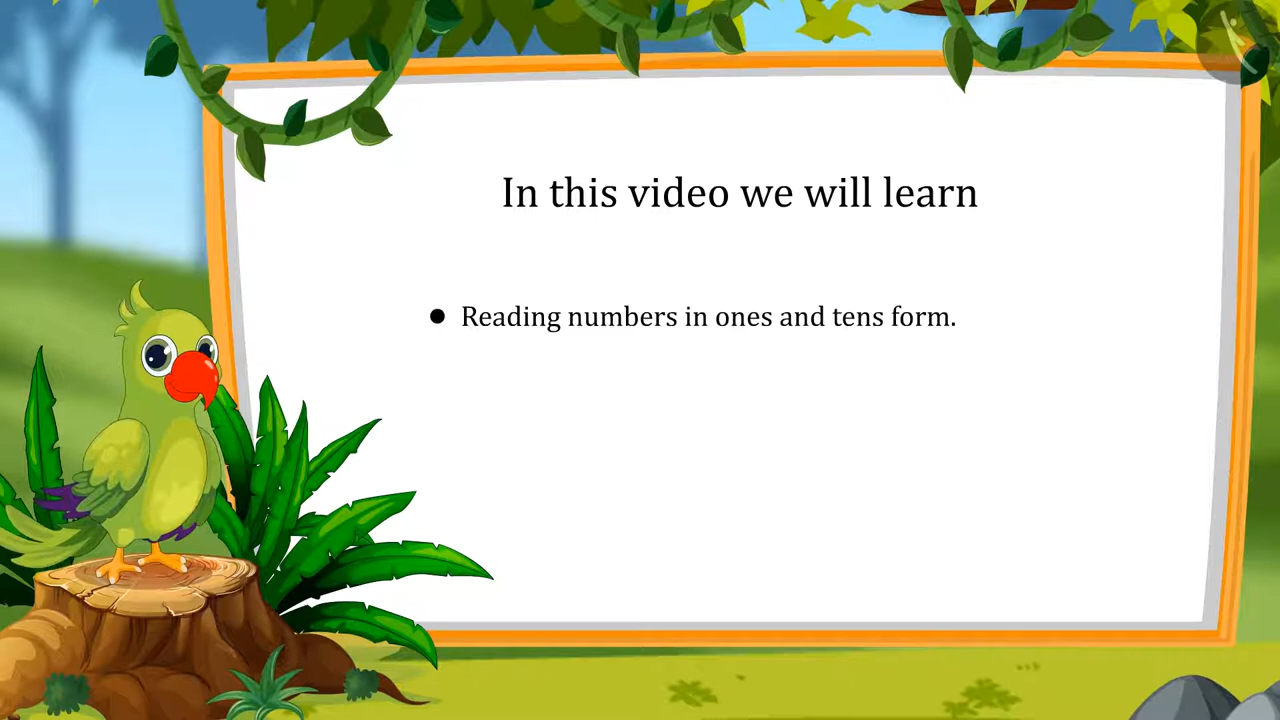 In this video we will learn
● Reading numbers in ones and tens form.